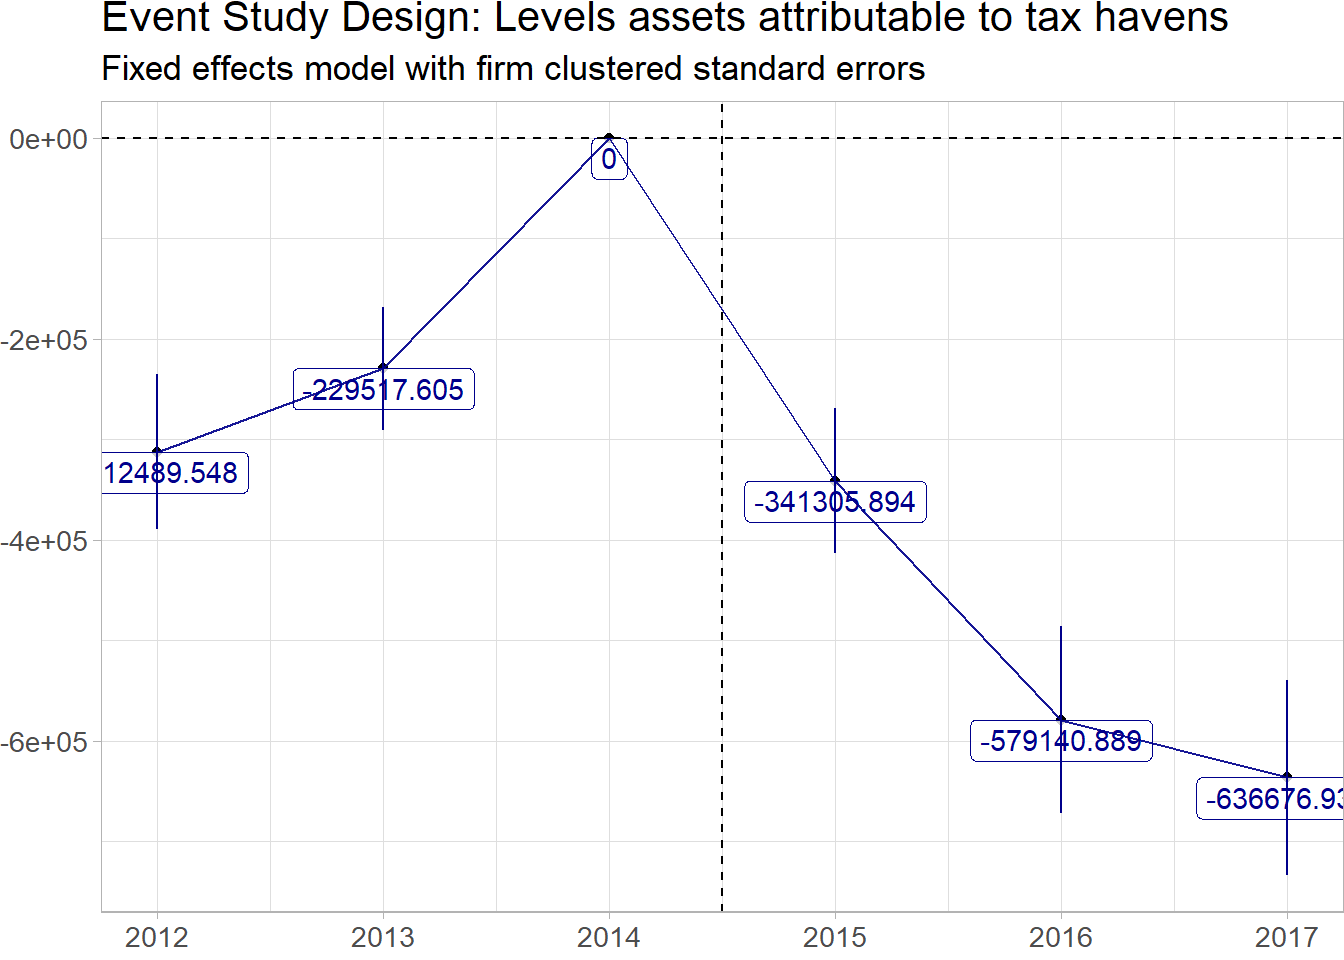 Event Study Design: Levels assets attributable to tax havens
Fixed effects model with firm clustered standard errors
0e+00
0
-2e+05
-229517.605
12489.548
-4e+05
-341305.894
-6e+05
-579140.889
-636676.93
2012 2013 2014 2015 2016 2017